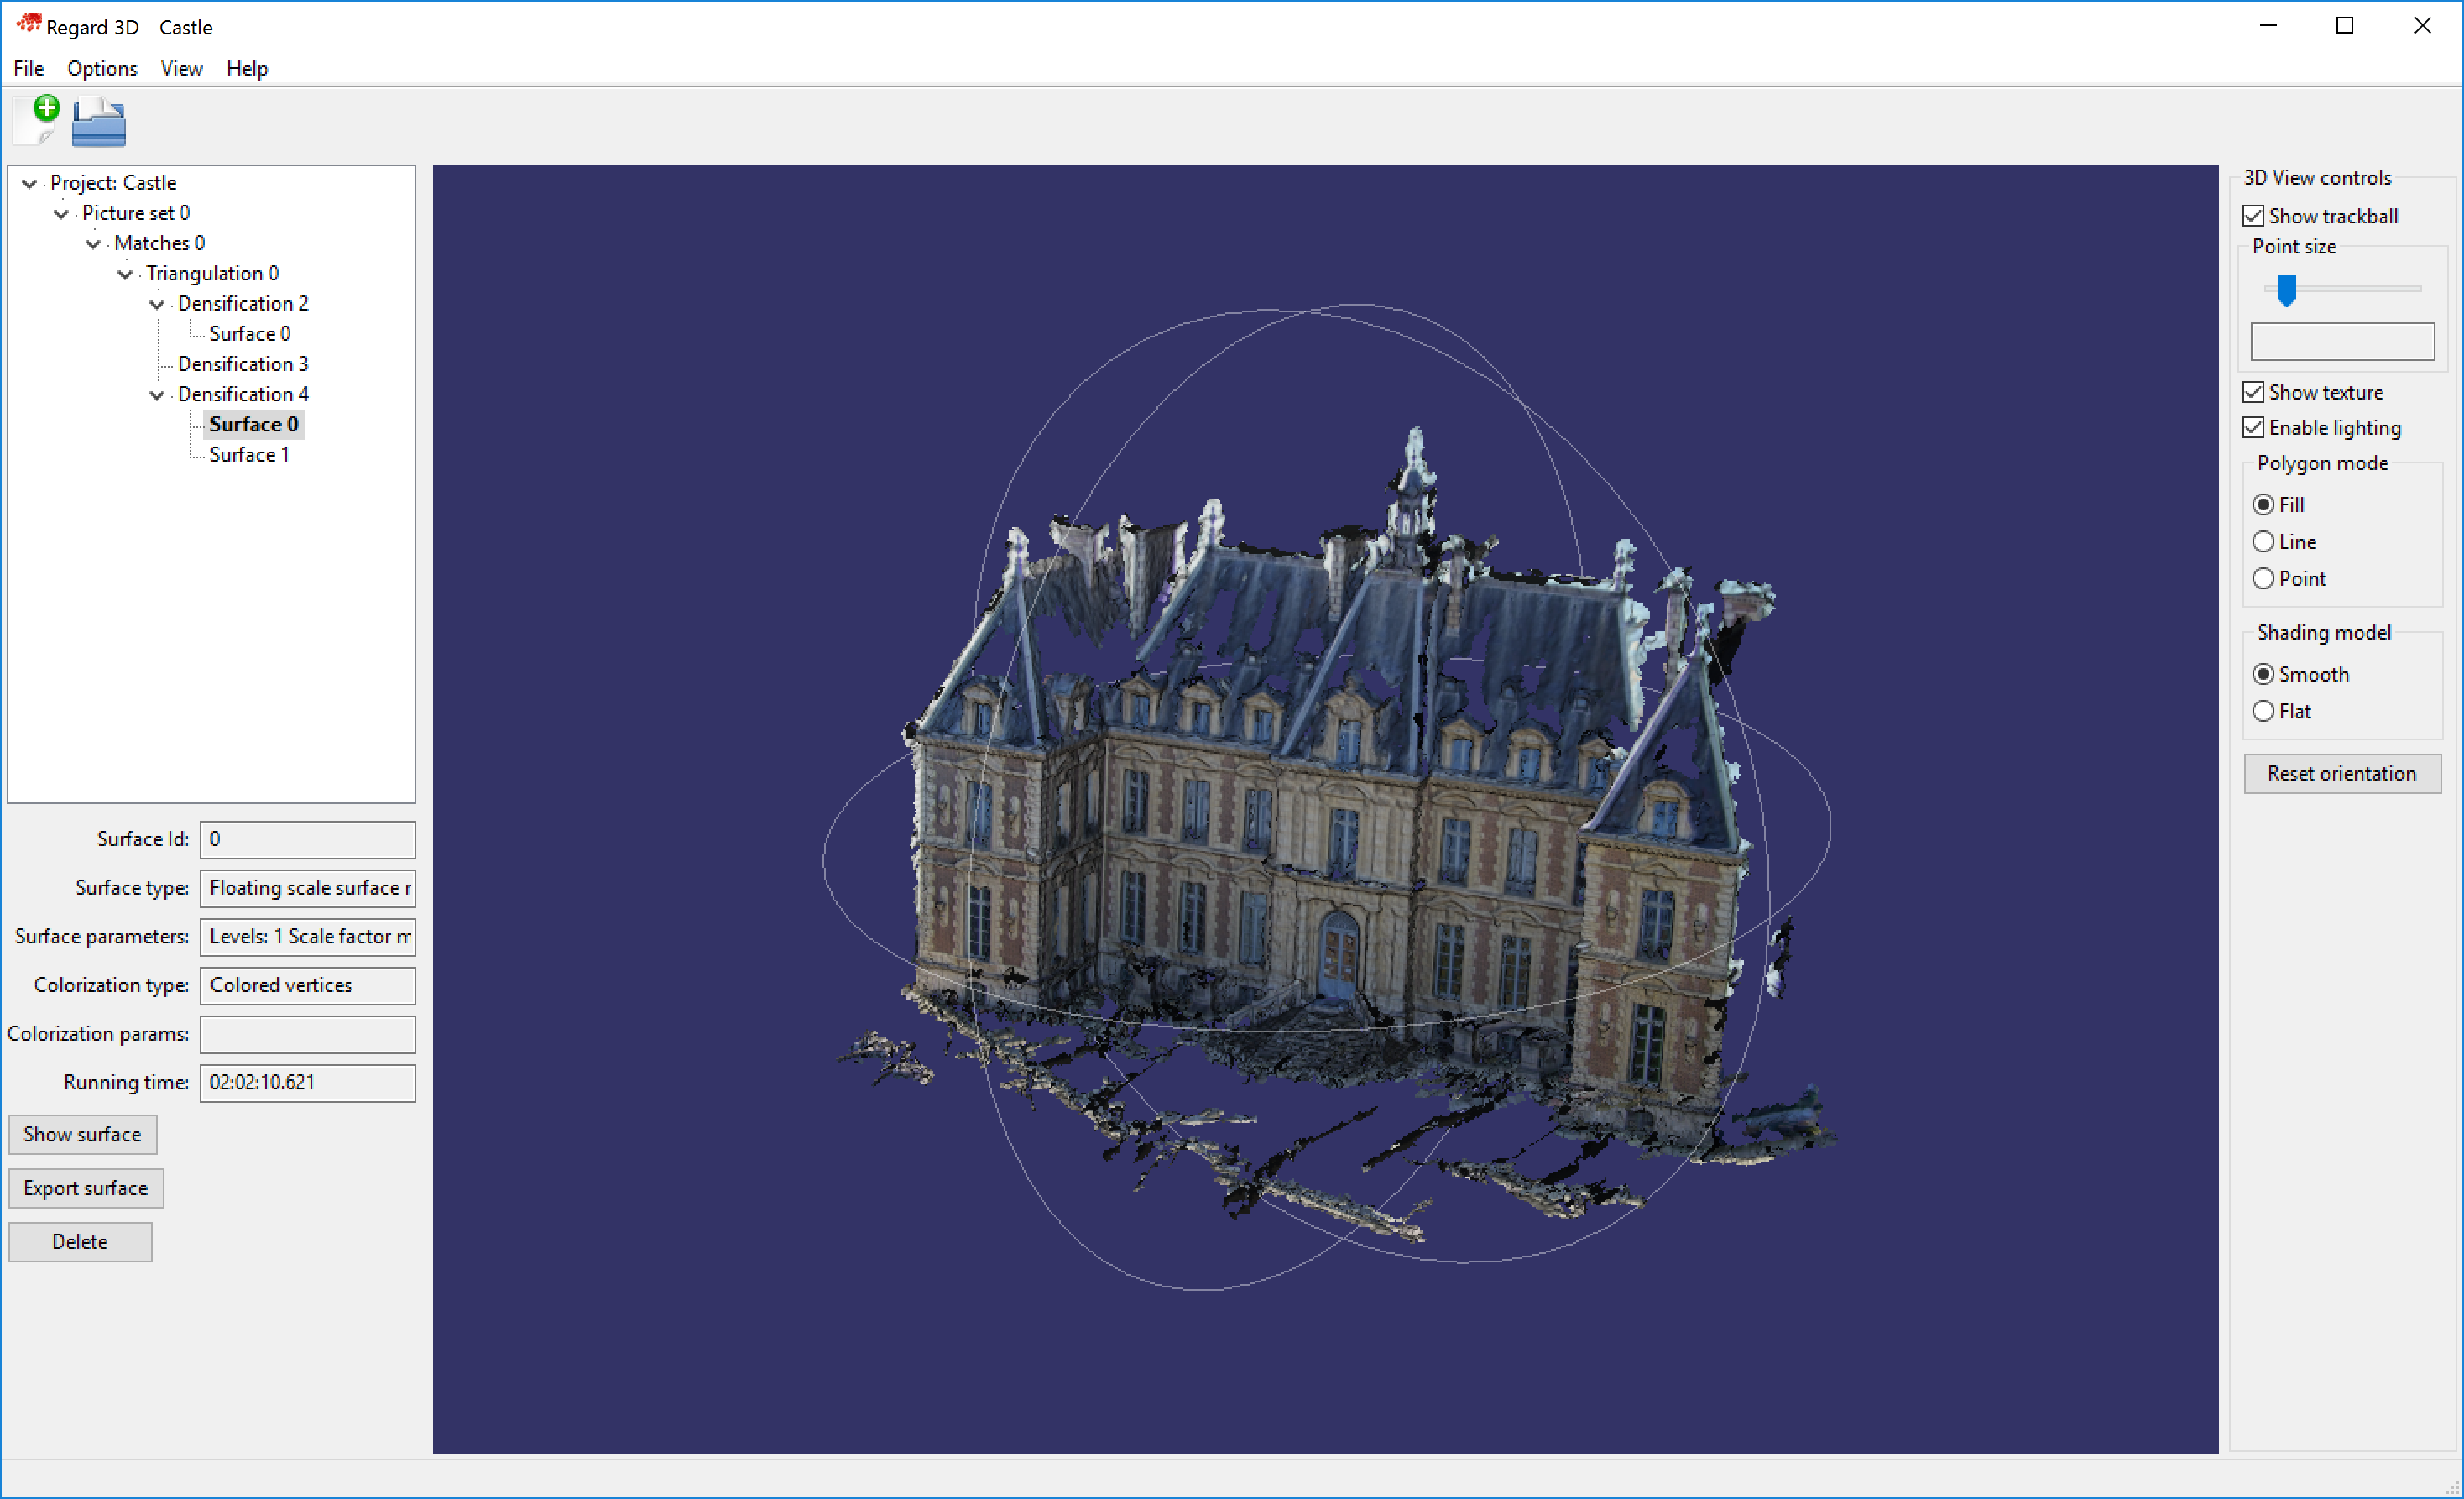 Regard 3D - Castle
File Options View Help
Project: Castle
Picture set 0
Matches 0
Triangulation 0
Densification 2
Surface 0
Densification 3
Densification 4
Surface 0
Surface 1
Surface Id: 0
Surface type: Floating scale surface r
Surface parameters: Levels: 1 Scale factor m
Colorization type: Colored vertices
Colorization params:
Running time: 02:02:10.621
Show surface
Export surface
Delete
3D View controls
Show trackball
Point size
Show texture
Enable lighting
Polygon mode
Fill
Line
Point
Shading model
Smooth
Flat
Reset orientation